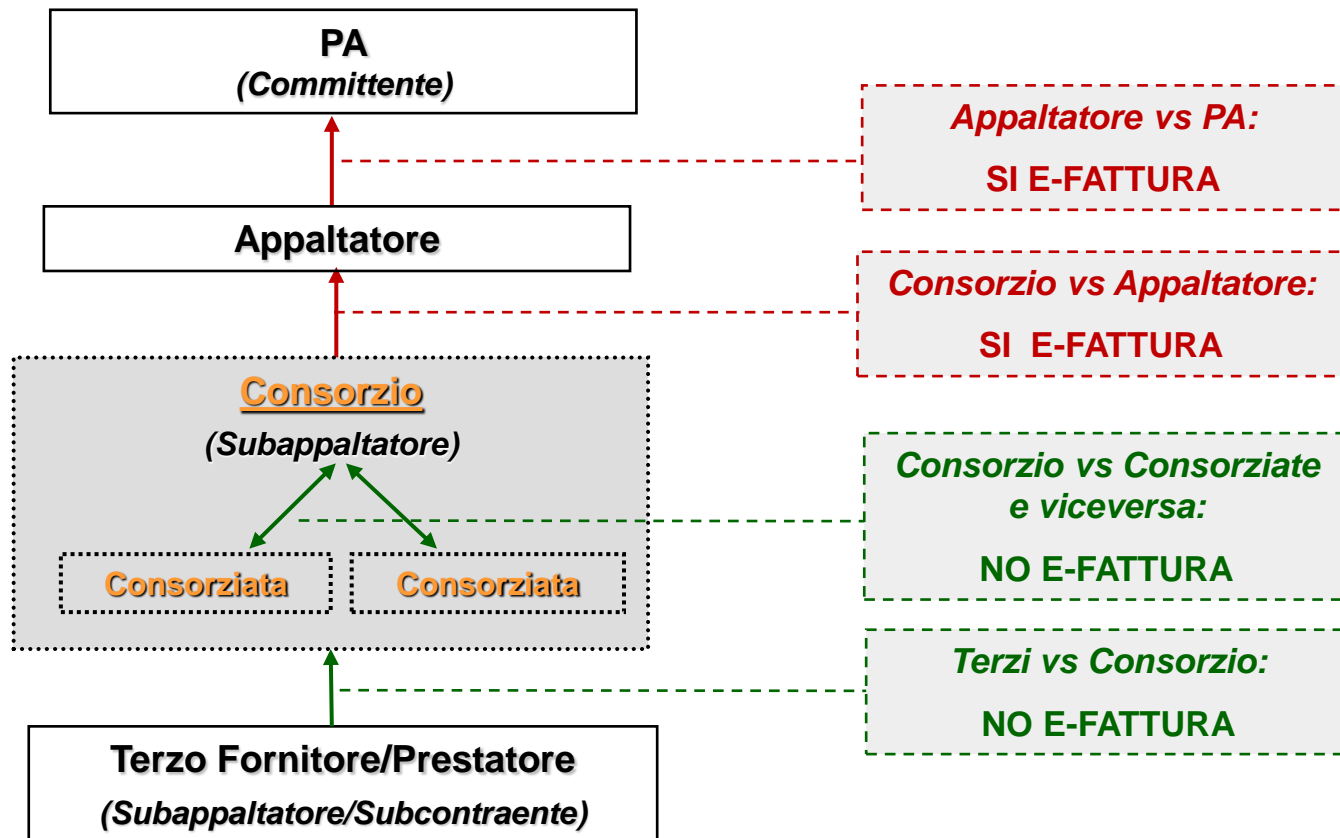 PA
(Committente)
Appaltatore vs PA:
SI E-FATTURA
Appaltatore
Consorzio vs Appaltatore:
SI E-FATTURA
Consorzio
(Subappaltatore)
Consorziata
Consorziata
Consorzio vs Consorziate
e viceversa:
NO E-FATTURA
Terzi vs Consorzio:
NO E-FATTURA
Terzo Fornitore/Prestatore
(Subappaltatore/Subcontraente)